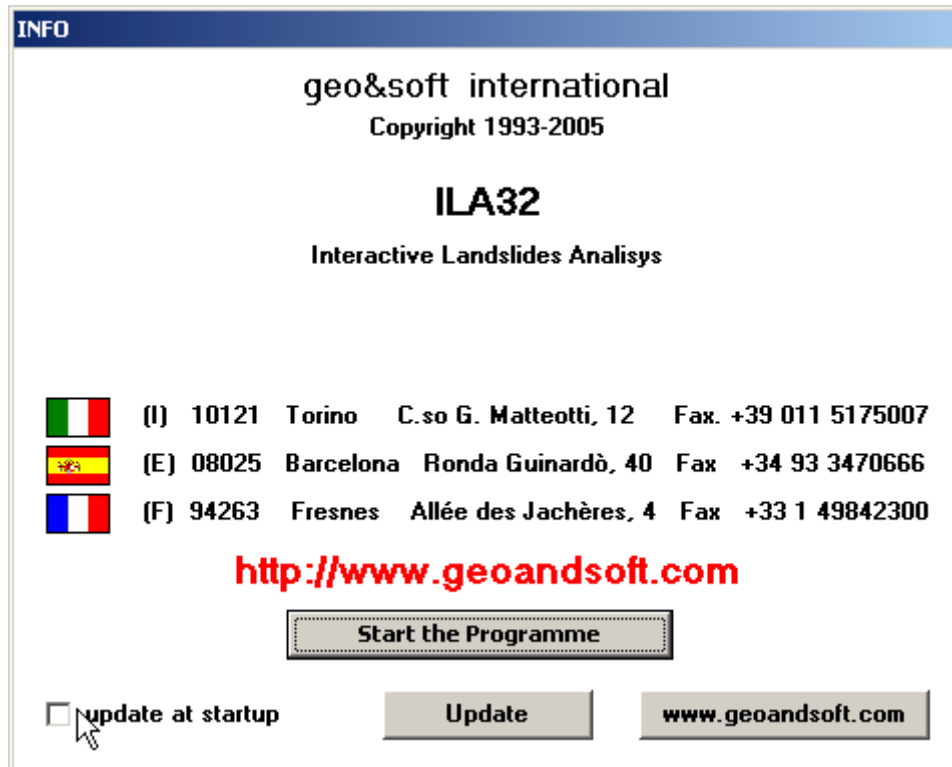 INFO
geo&soft international
Copyright 1993-2005
ILA32
Interactive Landslides Analisys
(I) 10121 Torino C.so G. Matteotti, 12 Fax. +39 011 5175007
(E) 08025 Barcelona Ronda Guinardò, 40 Fax +34 93 3470666
(F) 94263 Fresnes Allée des Jachères, 4 Fax +33 1 49842300
http://www.geoandsoft.com
Start the Programme
update at startup Update www.geoandsoft.com